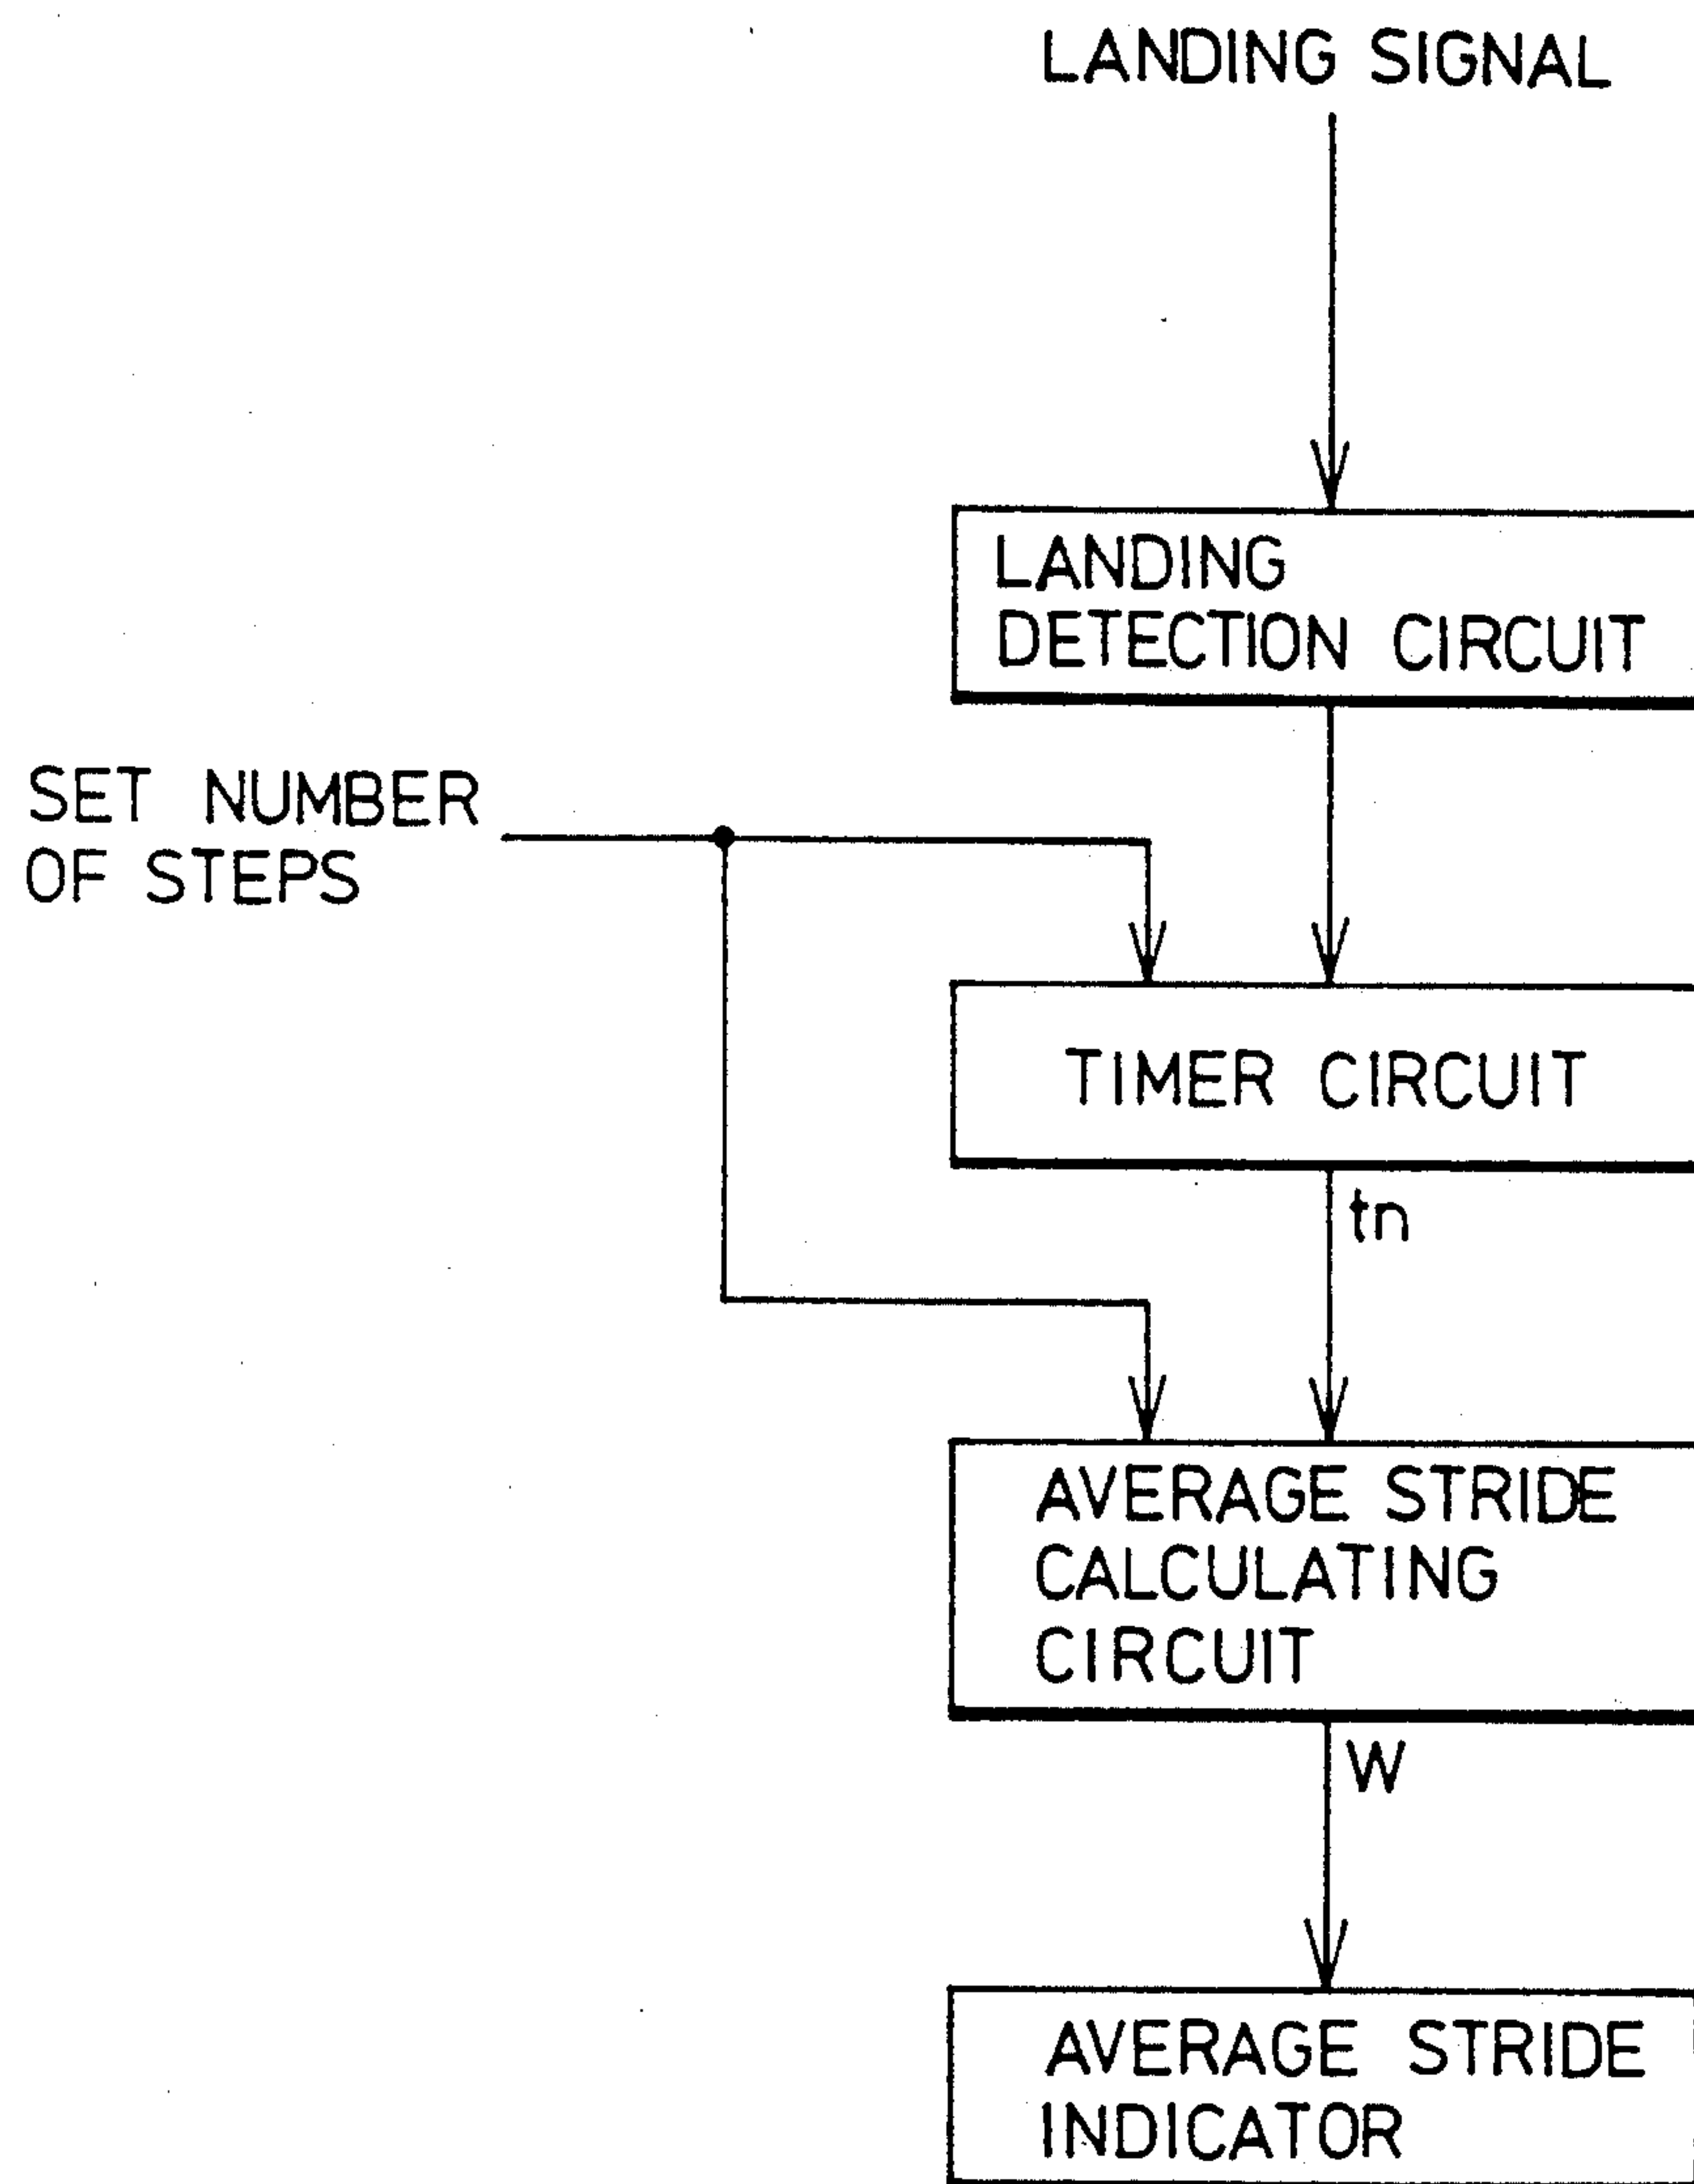 LANDING SIGNAL
LANDING
DETECTION CIRCUIT
SET NUMBER
OF STEPS
TIMER CIRCUIT
tn
AVERAGE STRIDE
CALCULATING
CIRCUIT
W
AVERAGE STRIDE
INDICATOR